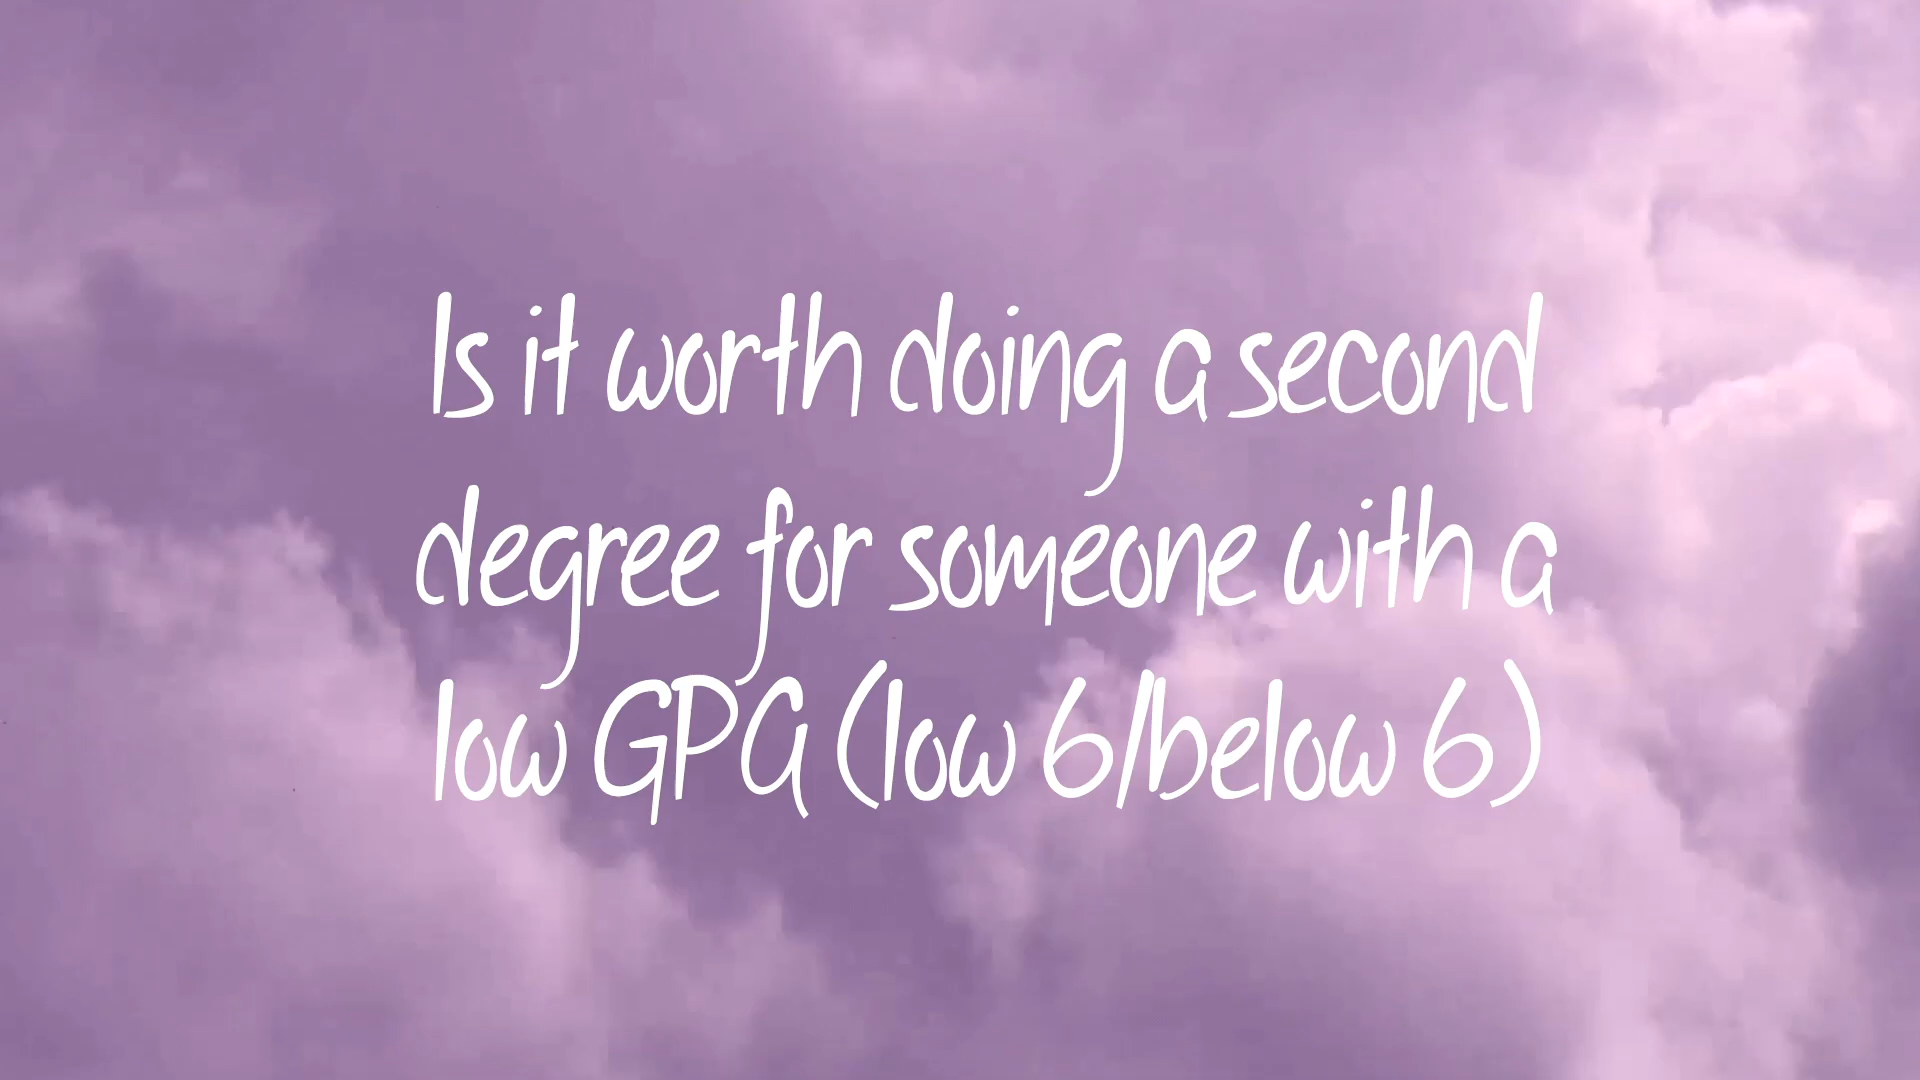 Is it worth doing a second
degree for someone with a
low GPA (low 6/below 6)